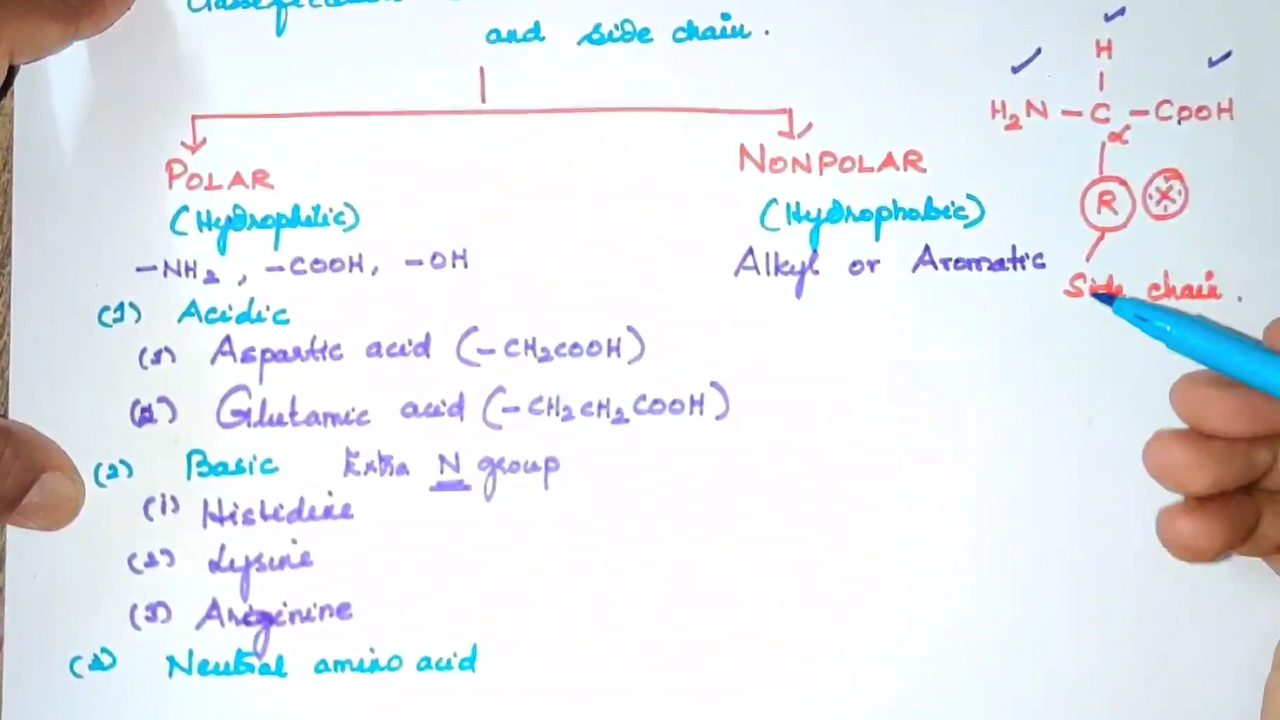 Classification
and side chain.
POLAR
(Hydrophilic)
-NH2, -COOH, -OH
(1) Acidic
(1) Aspartic acid (-CH2COOH)
(2) Glutamic acid (-CH2CH2COOH)
(2) Basic Extra N group
(1) Histidine
(2) Lysine
(3) Arginine
Neutral amino acid
NONPOLAR
(Hydrophobic)
Alkyl or Aromatic
H
H2N - C - COOH
α
R
Side chain.